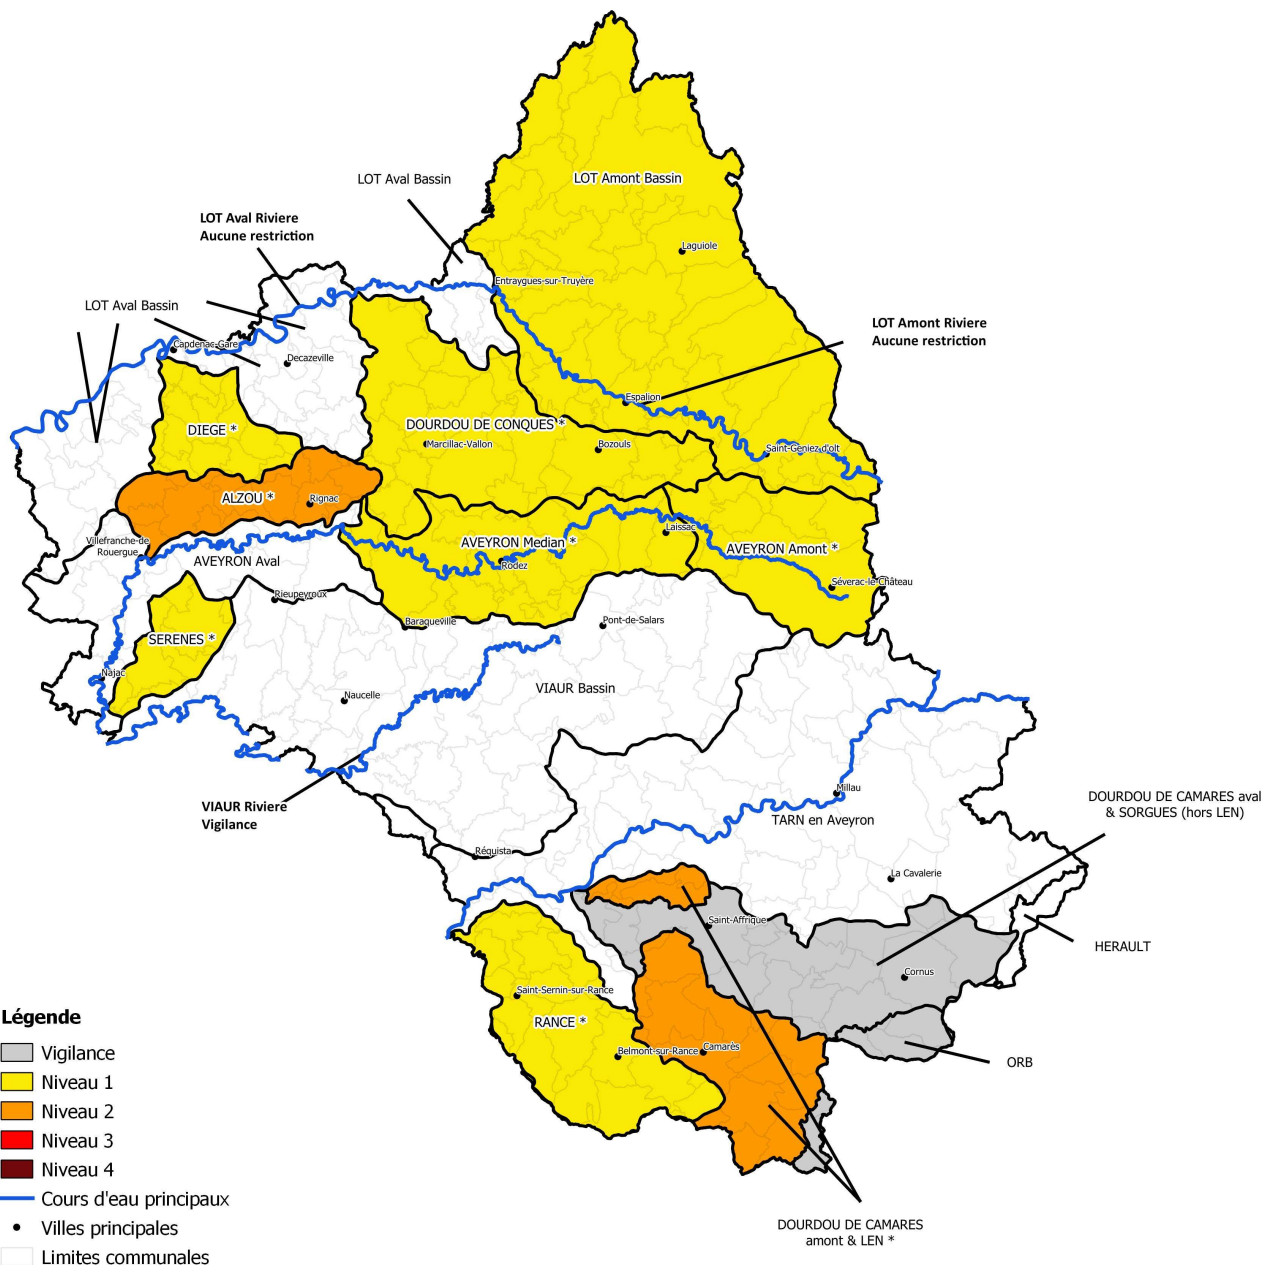 LOT Aval Bassin
LOT Amont Bassin
LOT Aval Riviere
Aucune restriction
Laguiole
Entraygues-sur-Truyère
LOT Aval Bassin
LOT Amont Riviere
Aucune restriction
Capdenac-Gare
Decazeville
Espalion
DIEGE *
DOURDOU DE CONQUES *
Marcillac-Vallon
Bozouls
Saint-Geniez d'olt
ALZOU *
Rignac
Villefranche-de
Rouergue
AVEYRON Median *
Laissac
AVEYRON Amont *
AVEYRON Aval
Rodez
Séverac-le-Château
Rieupeyroux
Baraqueville
Pont-de-Salars
SERENES *
Najac
Naucelle
VIAUR Bassin
VIAUR Riviere
Vigilance
Millau
TARN en Aveyron
DOURDOU DE CAMARES aval
& SORGUES (hors LEN)
Réquista
La Cavalerie
Saint-Affrique
HERAULT
Cornus
Saint-Sernin-sur-Rance
RANCE *
Belmont-sur-Rance
Camarès
ORB
DOURDOU DE CAMARES
amont & LEN *
Légende
Vigilance
Niveau 1
Niveau 2
Niveau 3
Niveau 4
Cours d'eau principaux
Villes principales
Limites communales